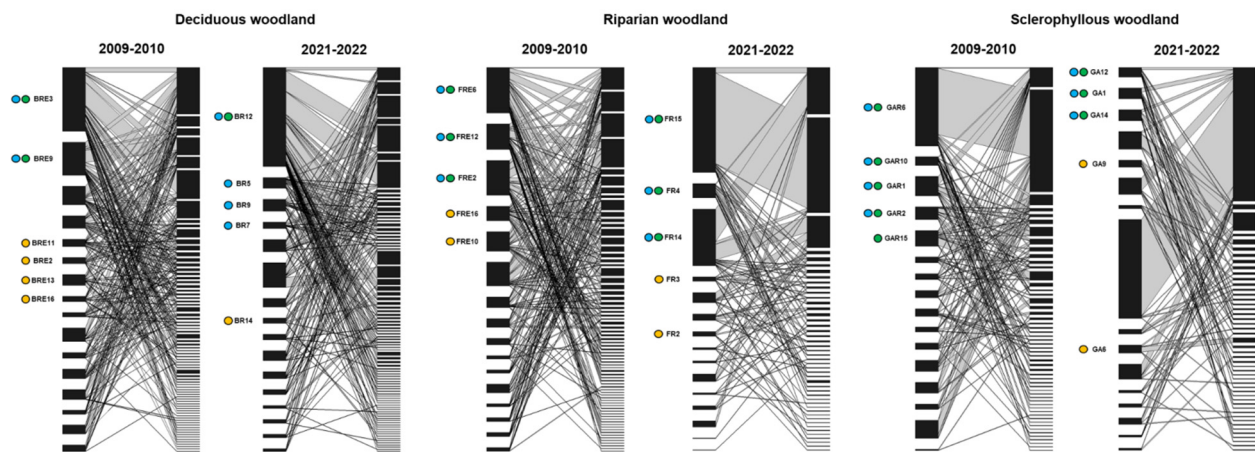 Deciduous woodland
Riparian woodland
Sclerophyllous woodland
2009-2010
2021-2022
2009-2010
2021-2022
2009-2010
2021-2022
BRE3
BRE9
BRE11
BRE2
BRE13
BRE16
BR12
BR5
BR9
BR7
BR14
FRE6
FRE12
FRE2
FRE16
FRE10
FR15
FR4
FR14
FR3
FR2
GAR6
GAR10
GAR1
GAR2
GAR15
GA12
GA1
GA14
GA9
GA6